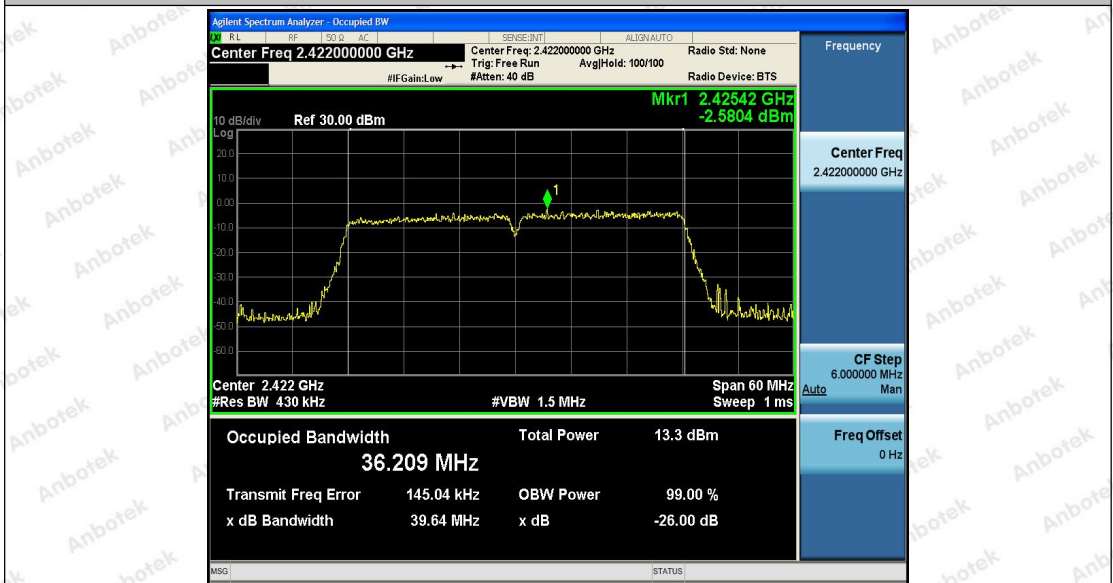 Agilent Spectrum Analyzer - Occupied BW
LXI RL RF 50 Ω AC SENSE:INT ALIGNAUTO
Center Freq 2.422000000 GHz Center Freq: 2.422000000 GHz Radio Std: None
Trig: Free Run Avg|Hold: 100/100
#IFGain:Low #Atten: 40 dB Radio Device: BTS
Frequency
Mkr1 2.42542 GHz
-2.5804 dBm
10 dB/div Ref 30.00 dBm
Log
20.0
10.0
0.00
-10.0
-20.0
-30.0
-40.0
-50.0
-60.0
1
Center 2.422 GHz Span 60 MHz
#Res BW 430 kHz #VBW 1.5 MHz Sweep 1 ms
Occupied Bandwidth Total Power 13.3 dBm
36.209 MHz
Transmit Freq Error 145.04 kHz OBW Power 99.00 %
x dB Bandwidth 39.64 MHz x dB -26.00 dB
Center Freq
2.422000000 GHz
CF Step
6.000000 MHz
Auto Man
Freq Offset
0 Hz
MSG STATUS
Anbotek